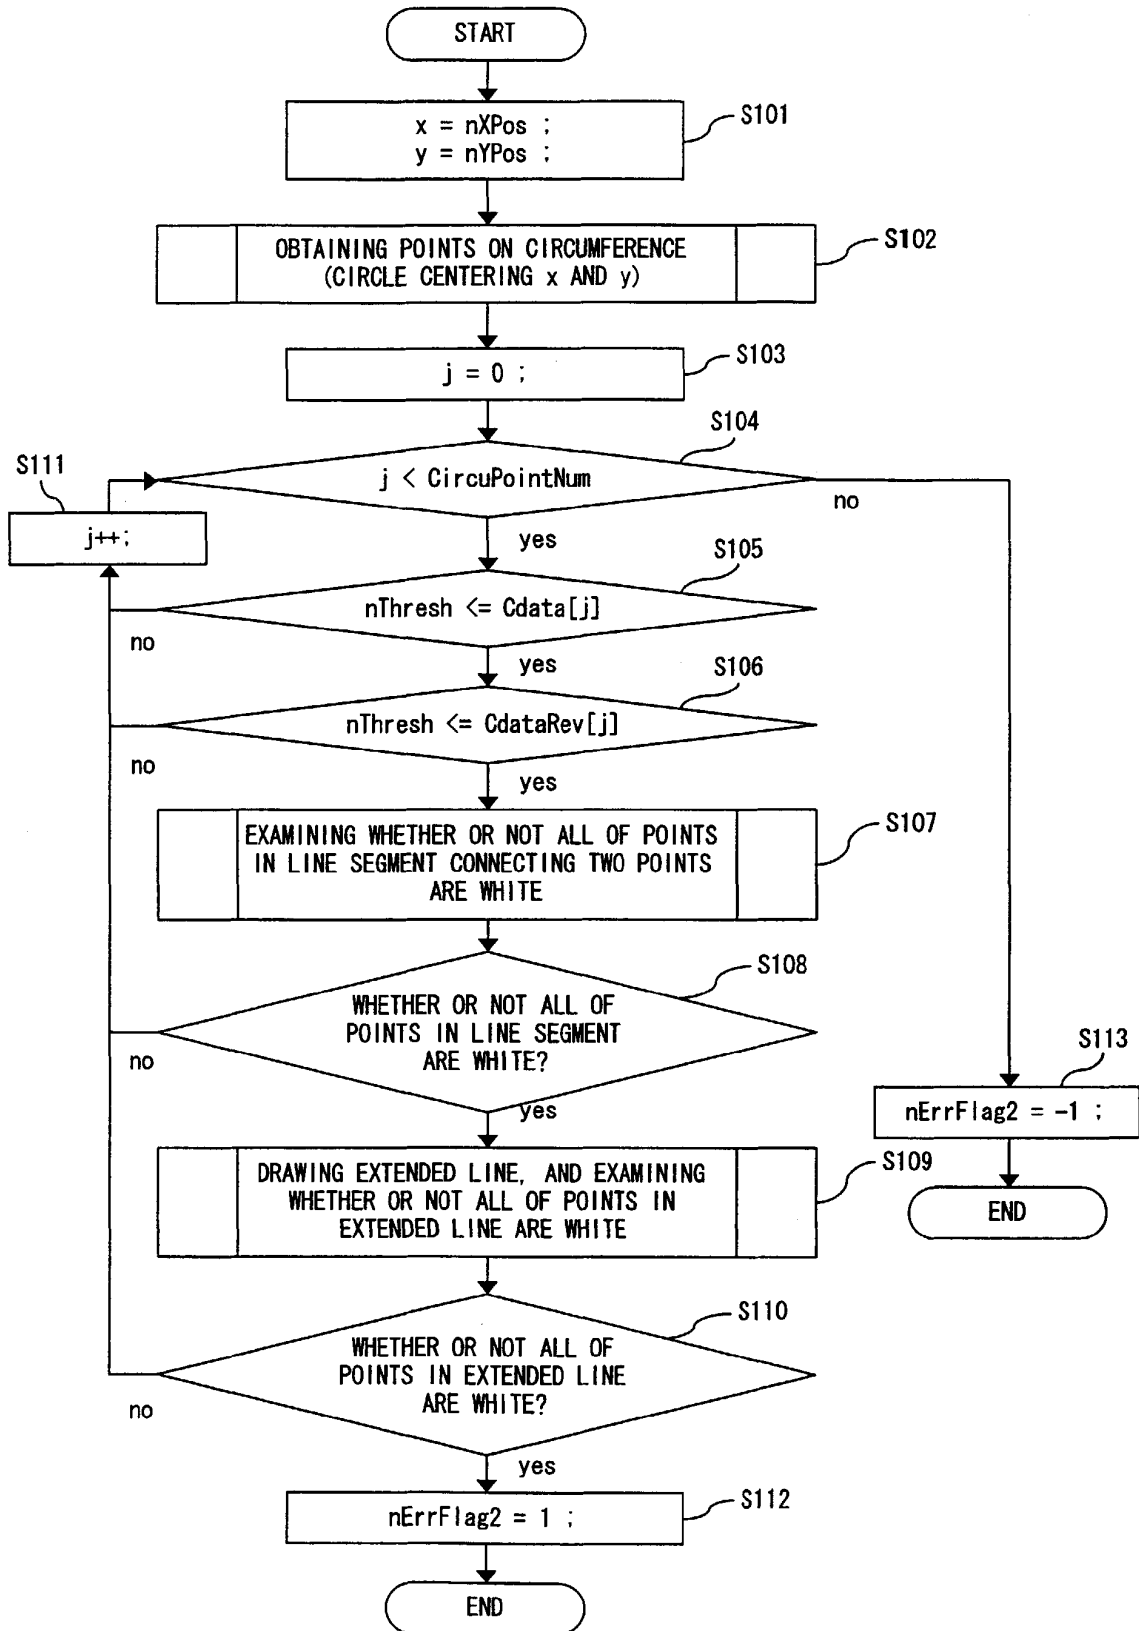 START
x = nXPos ;
y = nYPos ;
S101
OBTAINING POINTS ON CIRCUMFERENCE
(CIRCLE CENTERING x AND y)
S102
j = 0 ;
S103
S104
j < CircuPointNum
no
yes
S111
j++;
S105
nThresh <= Cdata[j]
no
yes
S106
nThresh <= CdataRev[j]
no
yes
EXAMINING WHETHER OR NOT ALL OF POINTS
IN LINE SEGMENT CONNECTING TWO POINTS
ARE WHITE
S107
S108
WHETHER OR NOT ALL OF
POINTS IN LINE SEGMENT
ARE WHITE?
no
yes
S113
nErrFlag2 = -1 ;
END
DRAWING EXTENDED LINE, AND EXAMINING
WHETHER OR NOT ALL OF POINTS IN
EXTENDED LINE ARE WHITE
S109
S110
WHETHER OR NOT ALL OF
POINTS IN EXTENDED LINE
ARE WHITE?
no
yes
nErrFlag2 = 1 ;
S112
END